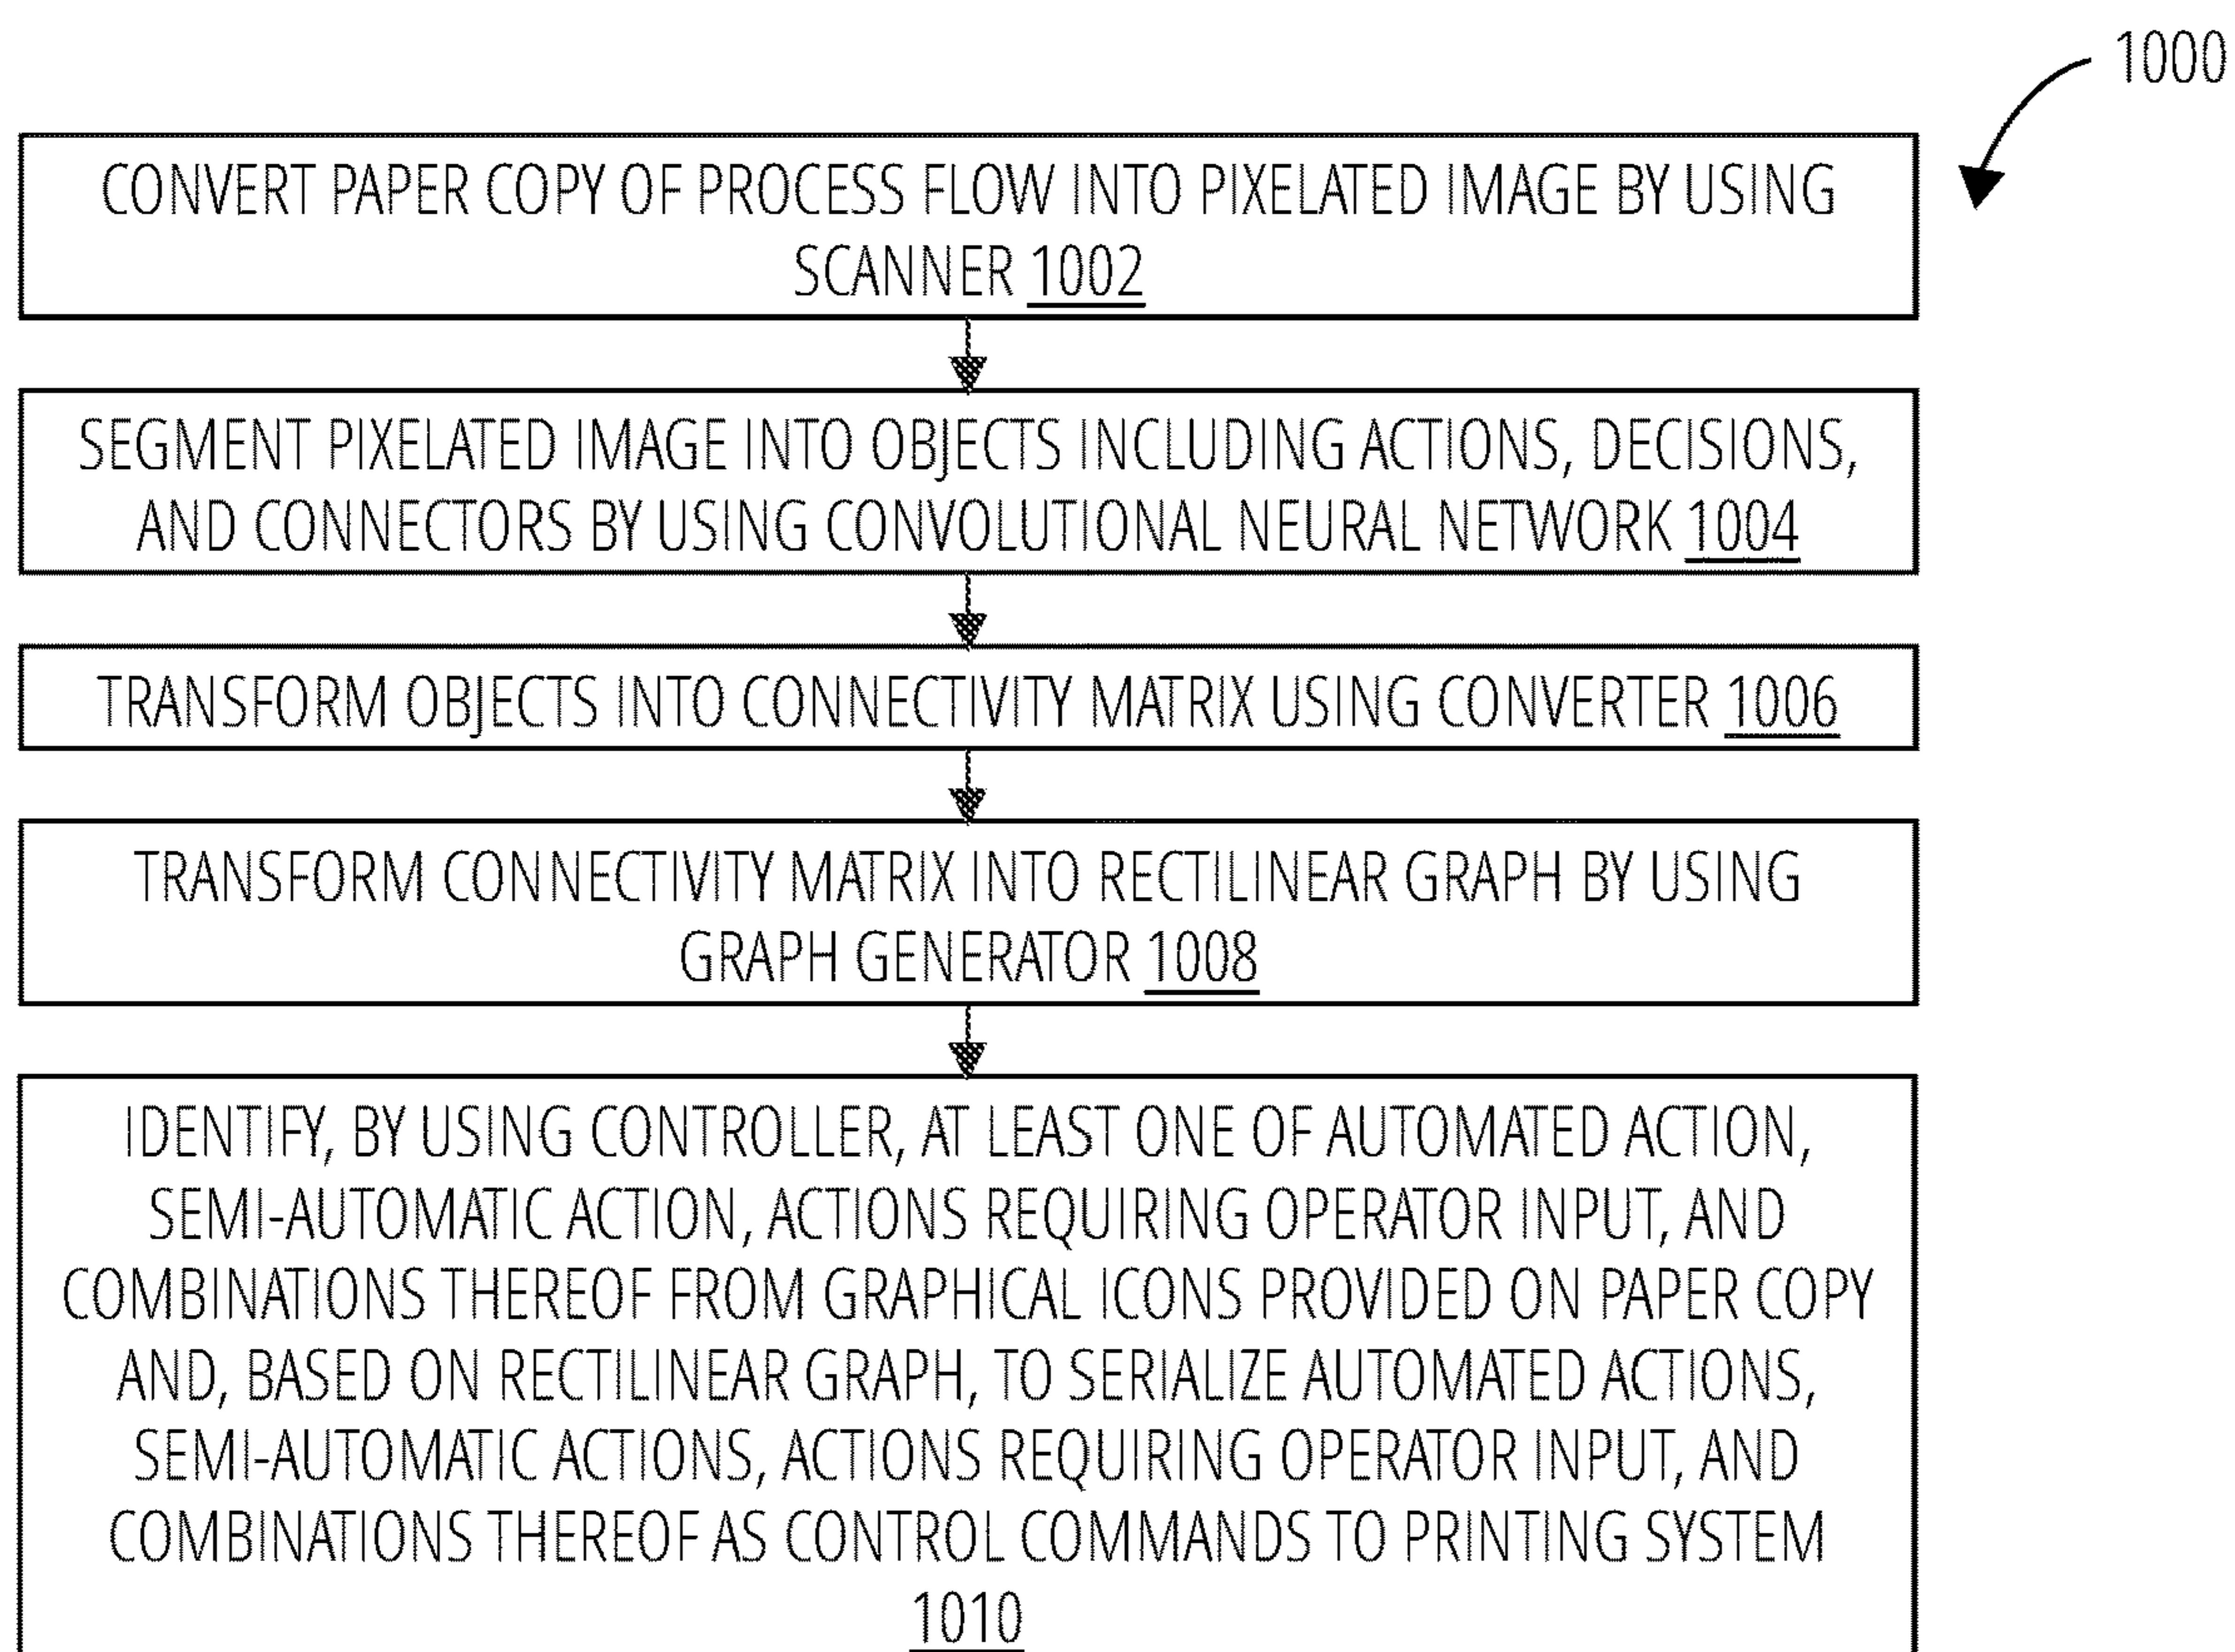 1000
CONVERT PAPER COPY OF PROCESS FLOW INTO PIXELATED IMAGE BY USING
SCANNER 1002
SEGMENT PIXELATED IMAGE INTO OBJECTS INCLUDING ACTIONS, DECISIONS,
AND CONNECTORS BY USING CONVOLUTIONAL NEURAL NETWORK 1004
TRANSFORM OBJECTS INTO CONNECTIVITY MATRIX USING CONVERTER 1006
TRANSFORM CONNECTIVITY MATRIX INTO RECTILINEAR GRAPH BY USING
GRAPH GENERATOR 1008
IDENTIFY, BY USING CONTROLLER, AT LEAST ONE OF AUTOMATED ACTION,
SEMI-AUTOMATIC ACTION, ACTIONS REQUIRING OPERATOR INPUT, AND
COMBINATIONS THEREOF FROM GRAPHICAL ICONS PROVIDED ON PAPER COPY
AND, BASED ON RECTILINEAR GRAPH, TO SERIALIZE AUTOMATED ACTIONS,
SEMI-AUTOMATIC ACTIONS, ACTIONS REQUIRING OPERATOR INPUT, AND
COMBINATIONS THEREOF AS CONTROL COMMANDS TO PRINTING SYSTEM
1010